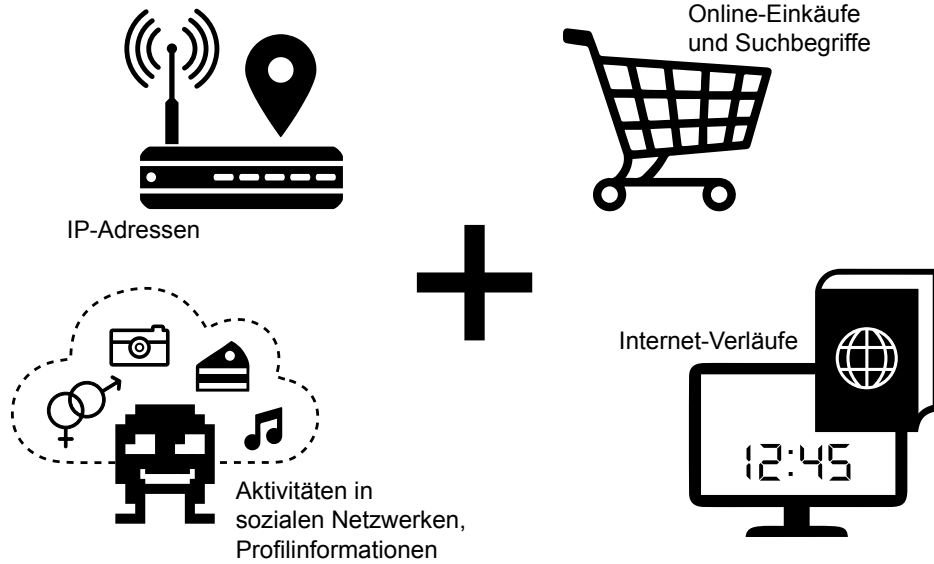 Online-Einkäufe
und Suchbegriffe
IP-Adressen
Internet-Verläufe
12:45
Aktivitäten in
sozialen Netzwerken,
Profilinformationen